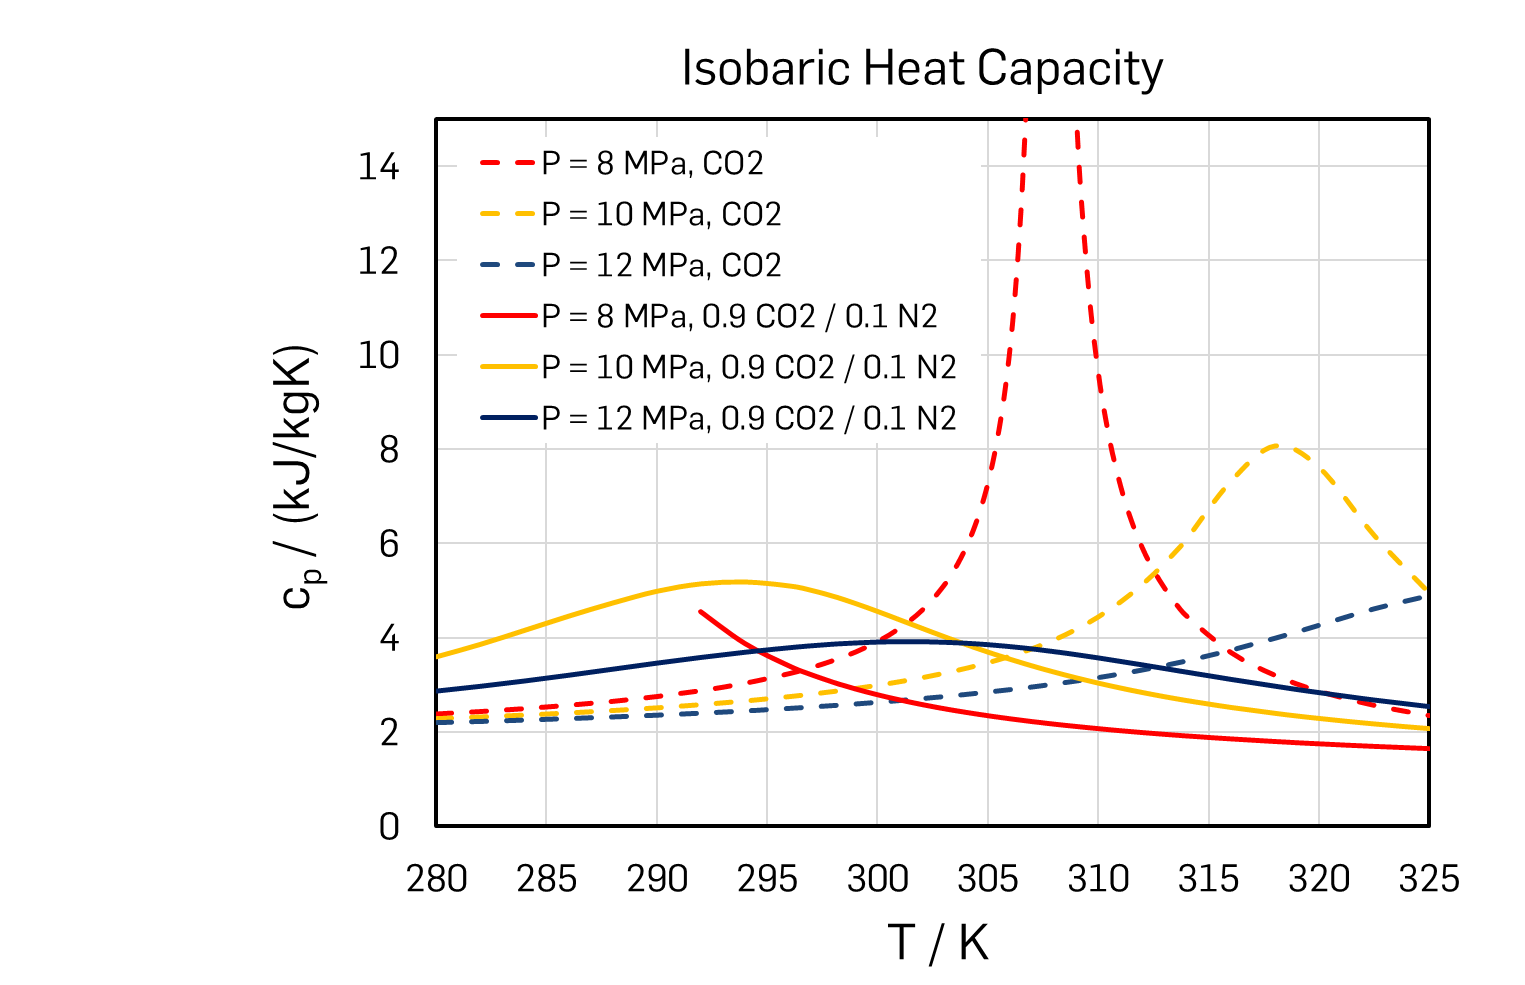 Isobaric Heat Capacity
14
12
10
8
6
4
2
0
cp / (kJ/kgK)
P = 8 MPa, CO2
P = 10 MPa, CO2
P = 12 MPa, CO2
P = 8 MPa, 0.9 CO2 / 0.1 N2
P = 10 MPa, 0.9 CO2 / 0.1 N2
P = 12 MPa, 0.9 CO2 / 0.1 N2
280 285 290 295 300 305 310 315 320 325
T / K